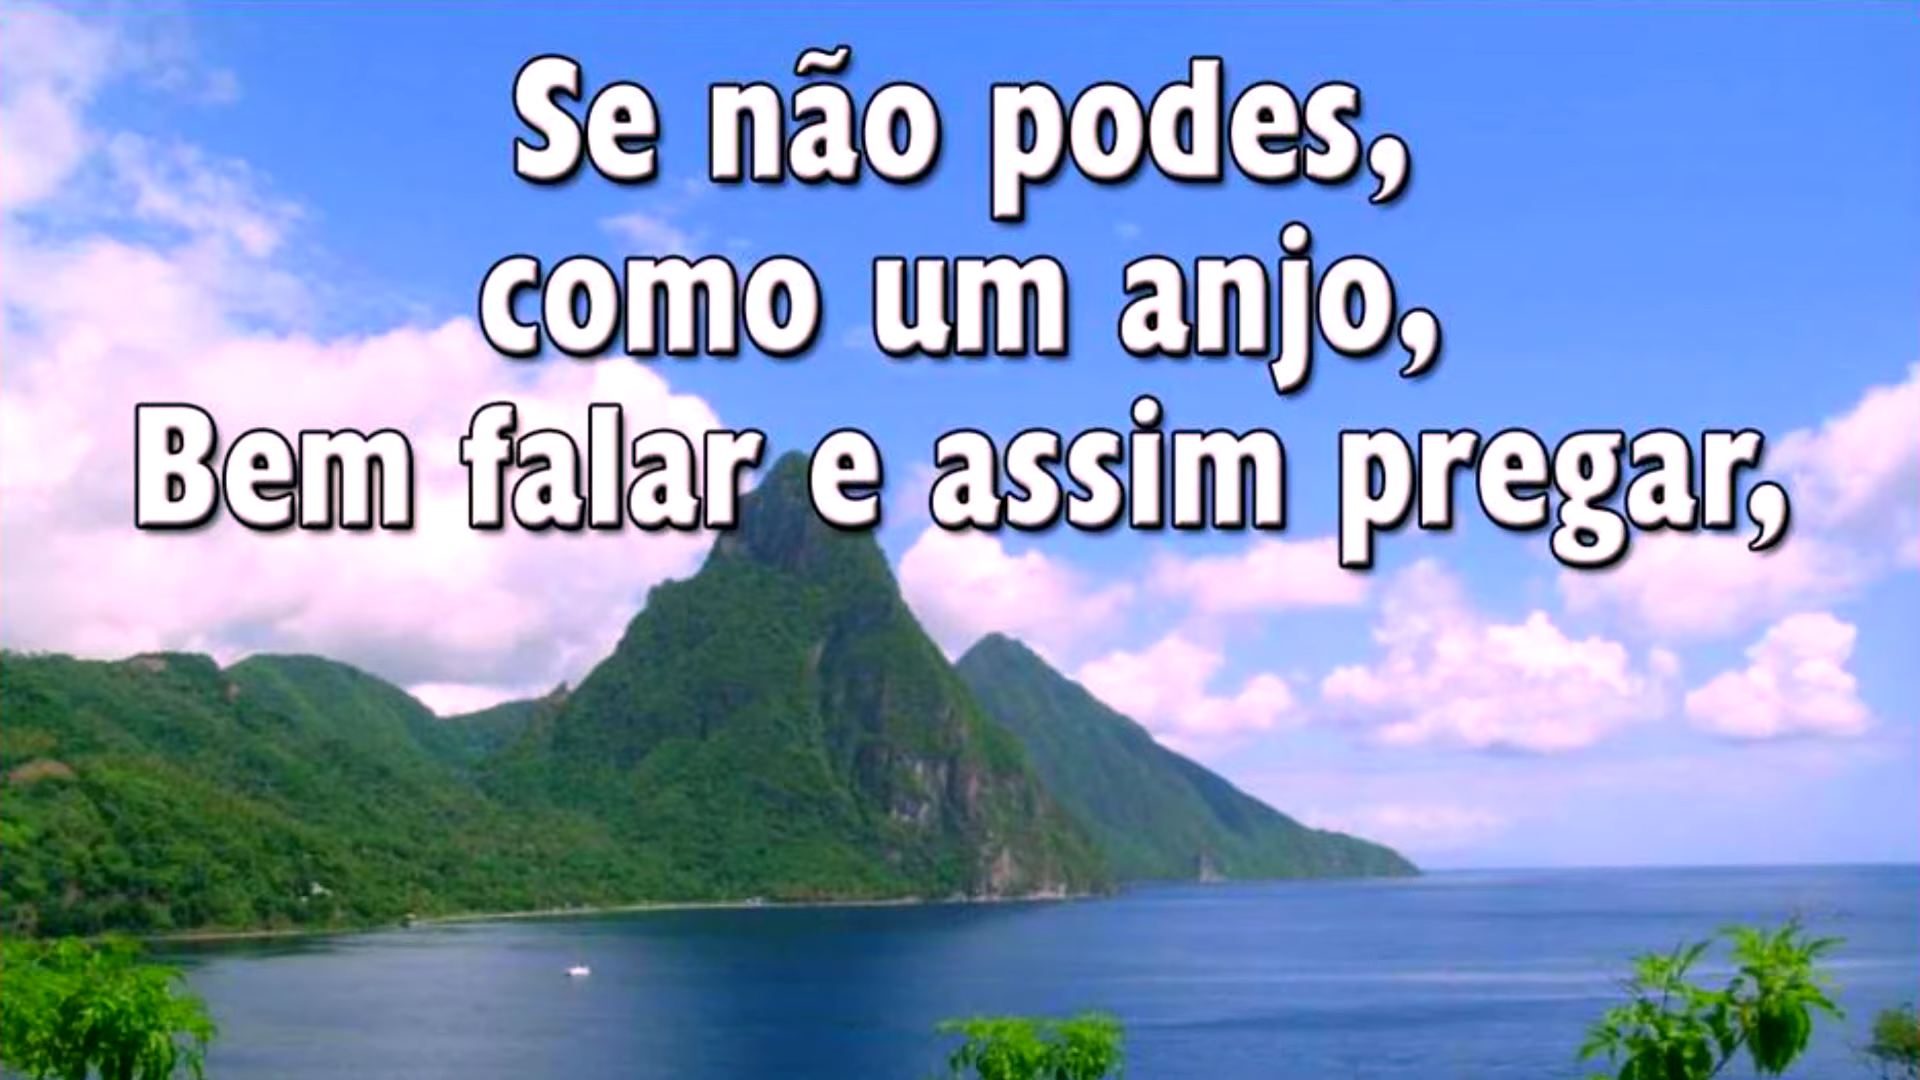 Se não podes,
como um anjo,
Bem falar e assim pregar,